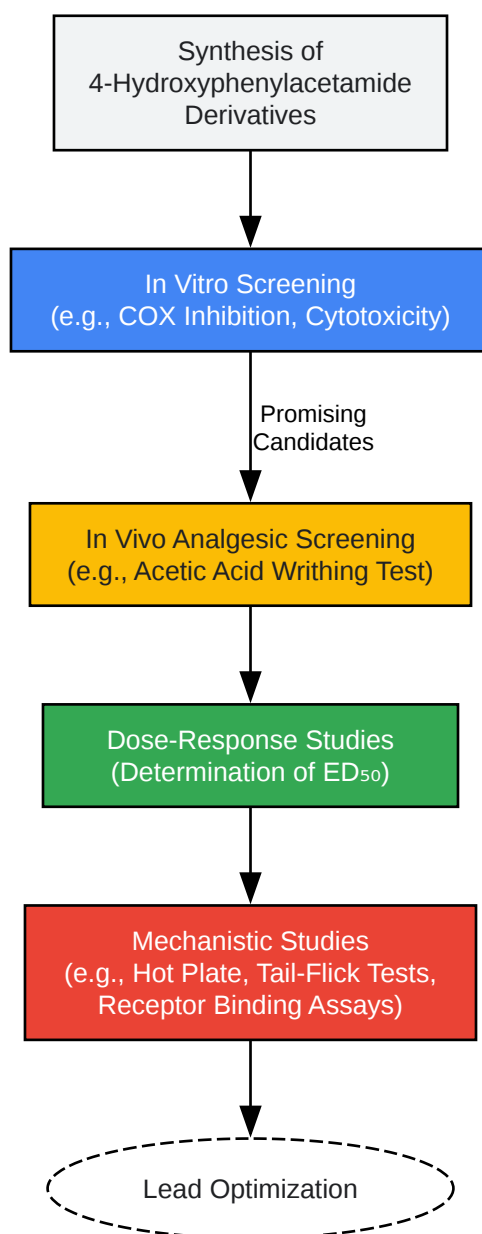 Synthesis of
4-Hydroxyphenylacetamide
Derivatives
In Vitro Screening
(e.g., COX Inhibition, Cytotoxicity)
Promising
Candidates
In Vivo Analgesic Screening
(e.g., Acetic Acid Writhing Test)
Dose-Response Studies
(Determination of ED₅₀)
Mechanistic Studies
(e.g., Hot Plate, Tail-Flick Tests,
Receptor Binding Assays)
Lead Optimization